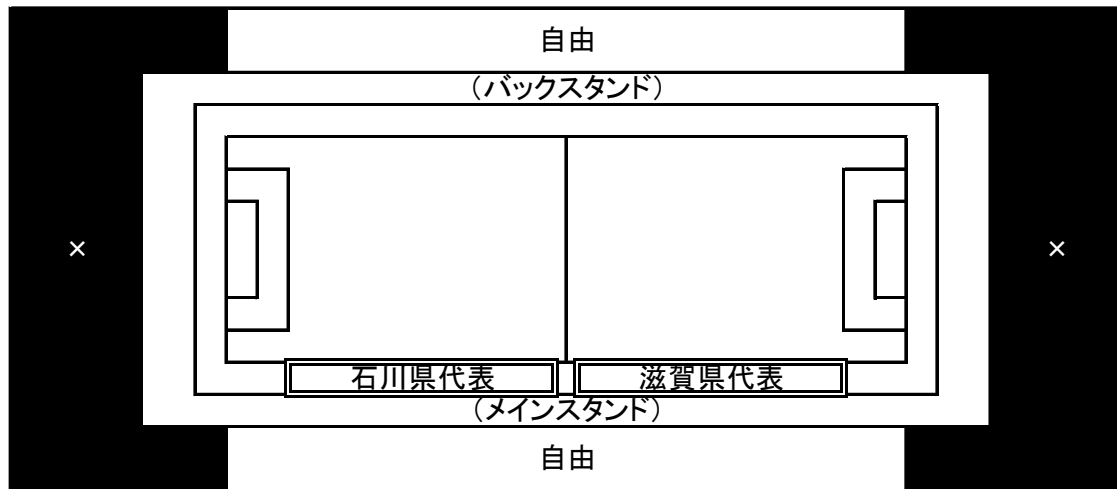 自由
（バックスタンド）
×
×
石川県代表
滋賀県代表
（メインスタンド）
自由